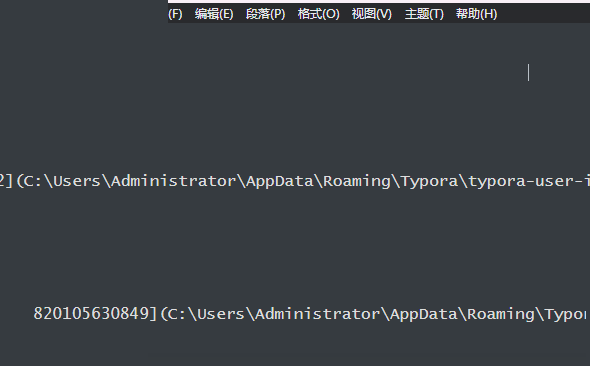 (F) 编辑(E) 段落(P) 格式(O) 视图(V) 主题(T) 帮助(H)
2](C:\Users\Administrator\AppData\Roaming\Typora\typora-user-i
820105630849](C:\Users\Administrator\AppData\Roaming\Typor